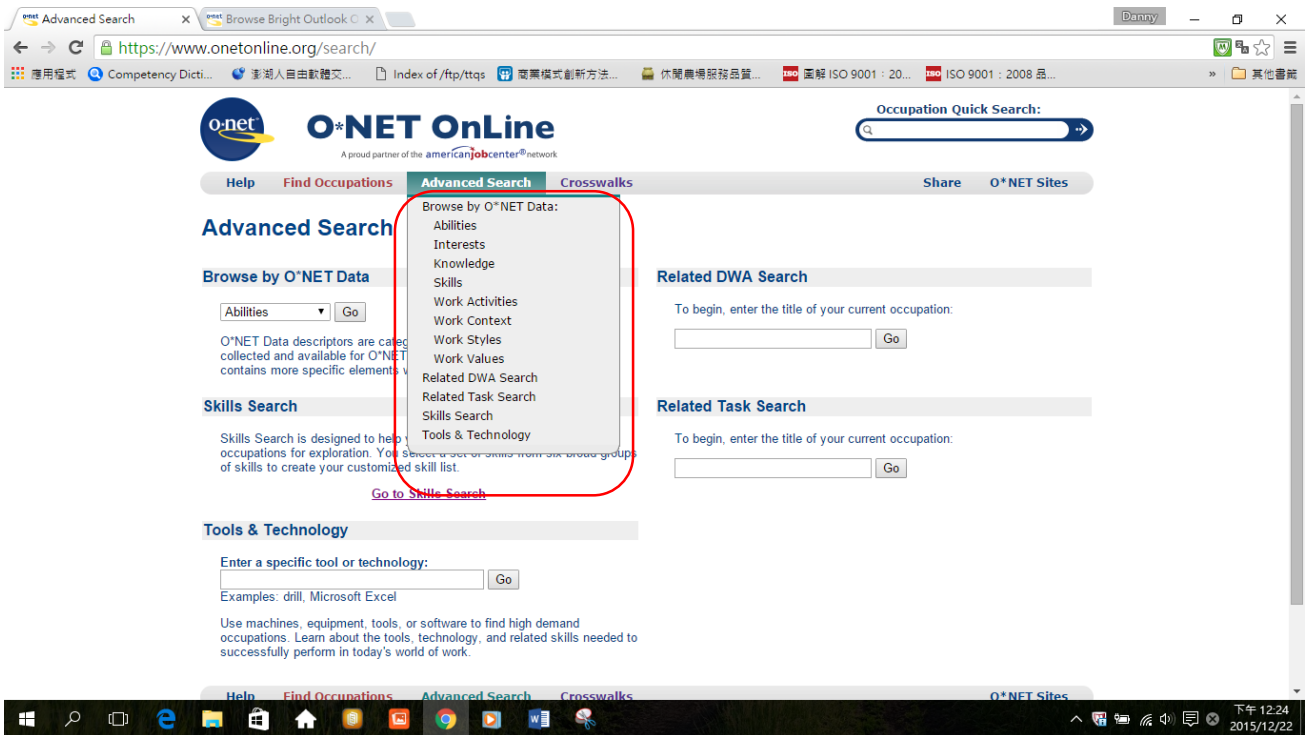 Advanced Search
Browse Bright Outlook O
Danny
https://www.onetonline.org/search/
應用程式
Competency Dicti...
澎湖人自由軟體交...
Index of /ftp/ttqs
商業模式創新方法...
休閒農場服務品質...
圖解 ISO 9001：20...
ISO 9001：2008 品...
»
其他書籤
o·net
O*NET OnLine
A proud partner of the americanjobcenter® network
Occupation Quick Search:
Help Find Occupations Advanced Search Crosswalks Share O*NET Sites
Browse by O*NET Data:
Abilities
Interests
Knowledge
Skills
Work Activities
Work Context
Work Styles
Work Values
Related DWA Search
Related Task Search
Skills Search
Tools & Technology
Advanced Search
Browse by O*NET Data
Abilities Go
O*NET Data descriptors are
collected and available for O*NET
contains more specific elements
Related DWA Search
To begin, enter the title of your current occupation:
Go
Skills Search
Skills Search is designed to help
occupations for exploration. You select a set of skills from six broad groups
of skills to create your customized skill list.
Go to Skills Search
Related Task Search
To begin, enter the title of your current occupation:
Go
Tools & Technology
Enter a specific tool or technology:
Go
Examples: drill, Microsoft Excel
Use machines, equipment, tools, or software to find high demand
occupations. Learn about the tools, technology, and related skills needed to
successfully perform in today's world of work.
Help Find Occupations Advanced Search Crosswalks O*NET Sites
下午 12:24
2015/12/22